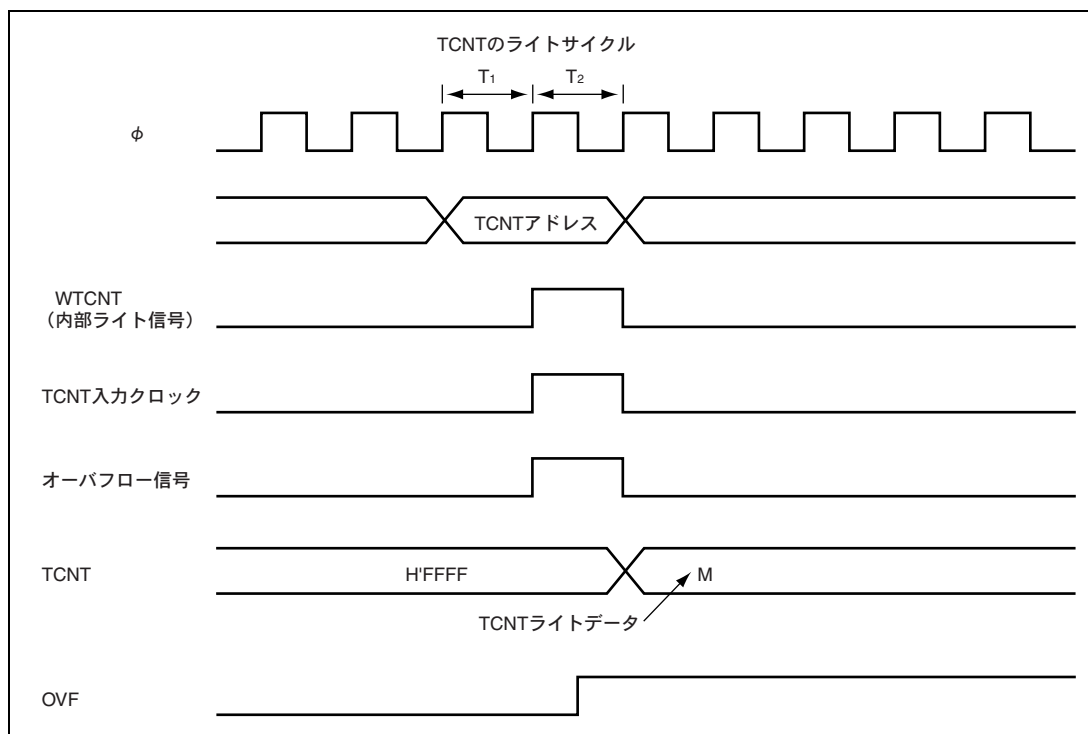 TCNTのライトサイクル
T1 T2
φ
TCNTアドレス
WTCNT
（内部ライト信号）
TCNT入力クロック
オーバフロー信号
TCNT H'FFFF M
TCNTライトデータ
OVF